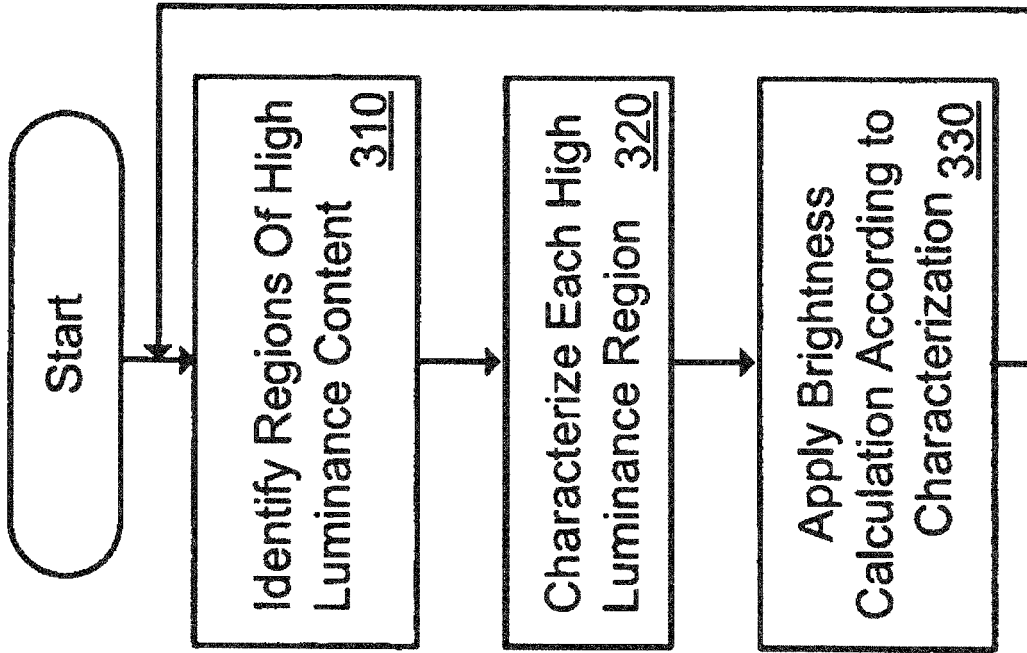 Start
Identify Regions Of High
Luminance Content 310
Characterize Each High
Luminance Region 320
Apply Brightness
Calculation According to
Characterization 330